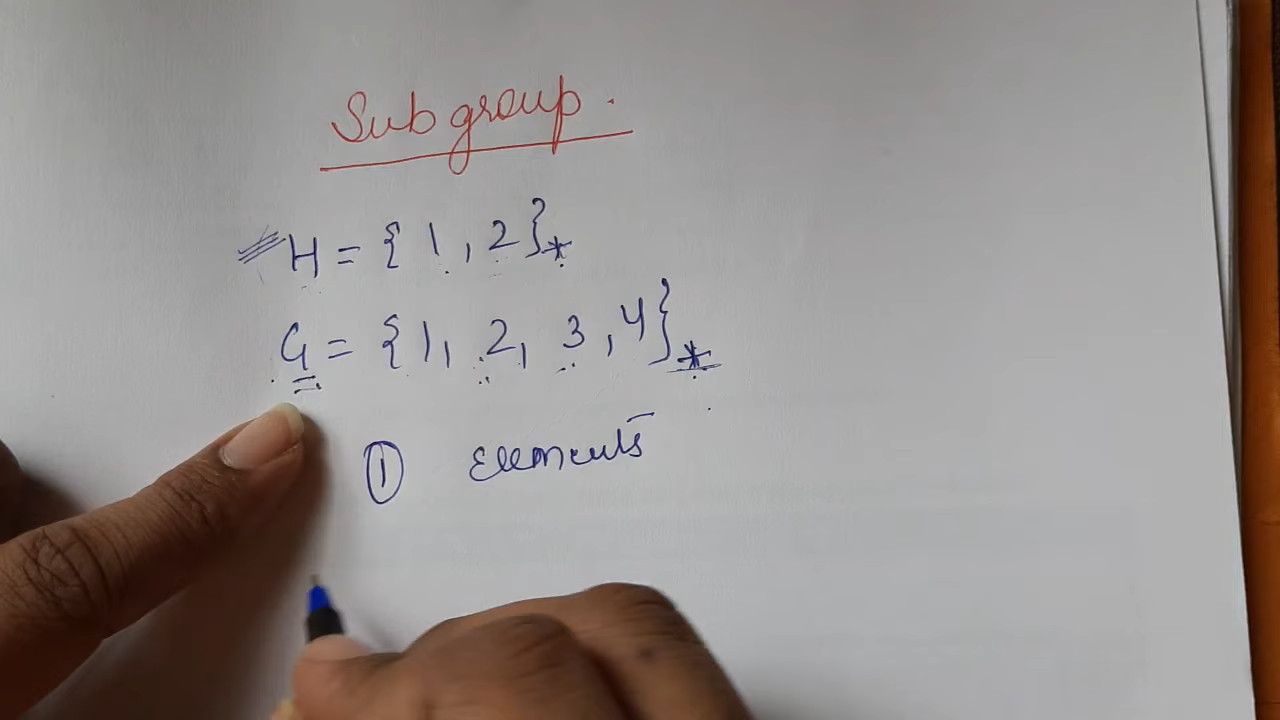 Subgroup.
H = { 1 , 2 }*
G = { 1, 2, 3 , 4 }*
① Elements